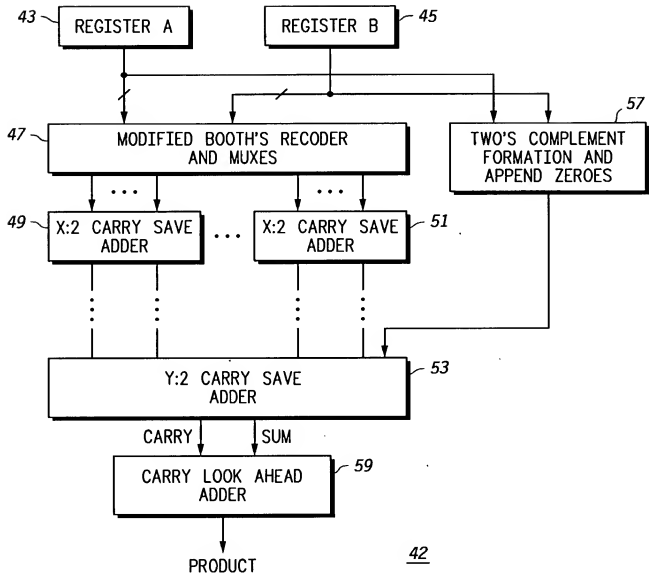 43
REGISTER A
REGISTER B
45
57
47
MODIFIED BOOTH'S RECODER
AND MUXES
TWO'S COMPLEMENT
FORMATION AND
APPEND ZEROES
49
X:2 CARRY SAVE
ADDER
X:2 CARRY SAVE
ADDER
51
Y:2 CARRY SAVE
ADDER
53
CARRY
SUM
CARRY LOOK AHEAD
ADDER
59
PRODUCT
42